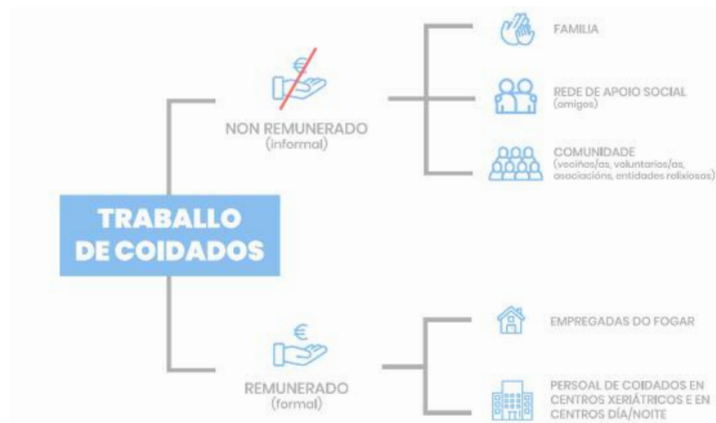 TRABALLO
DE COIDADOS
€
NON REMUNERADO
(informal)
FAMILIA
REDE DE APOIO SOCIAL
(amigos)
COMUNIDADE
(veciños/as, voluntarios/as,
asociacións, entidades relixiosas)
€
REMUNERADO
(formal)
EMPREGADAS DO FOGAR
PERSOAL DE COIDADOS EN
CENTROS XERIÁTRICOS E EN
CENTROS DÍA/NOITE